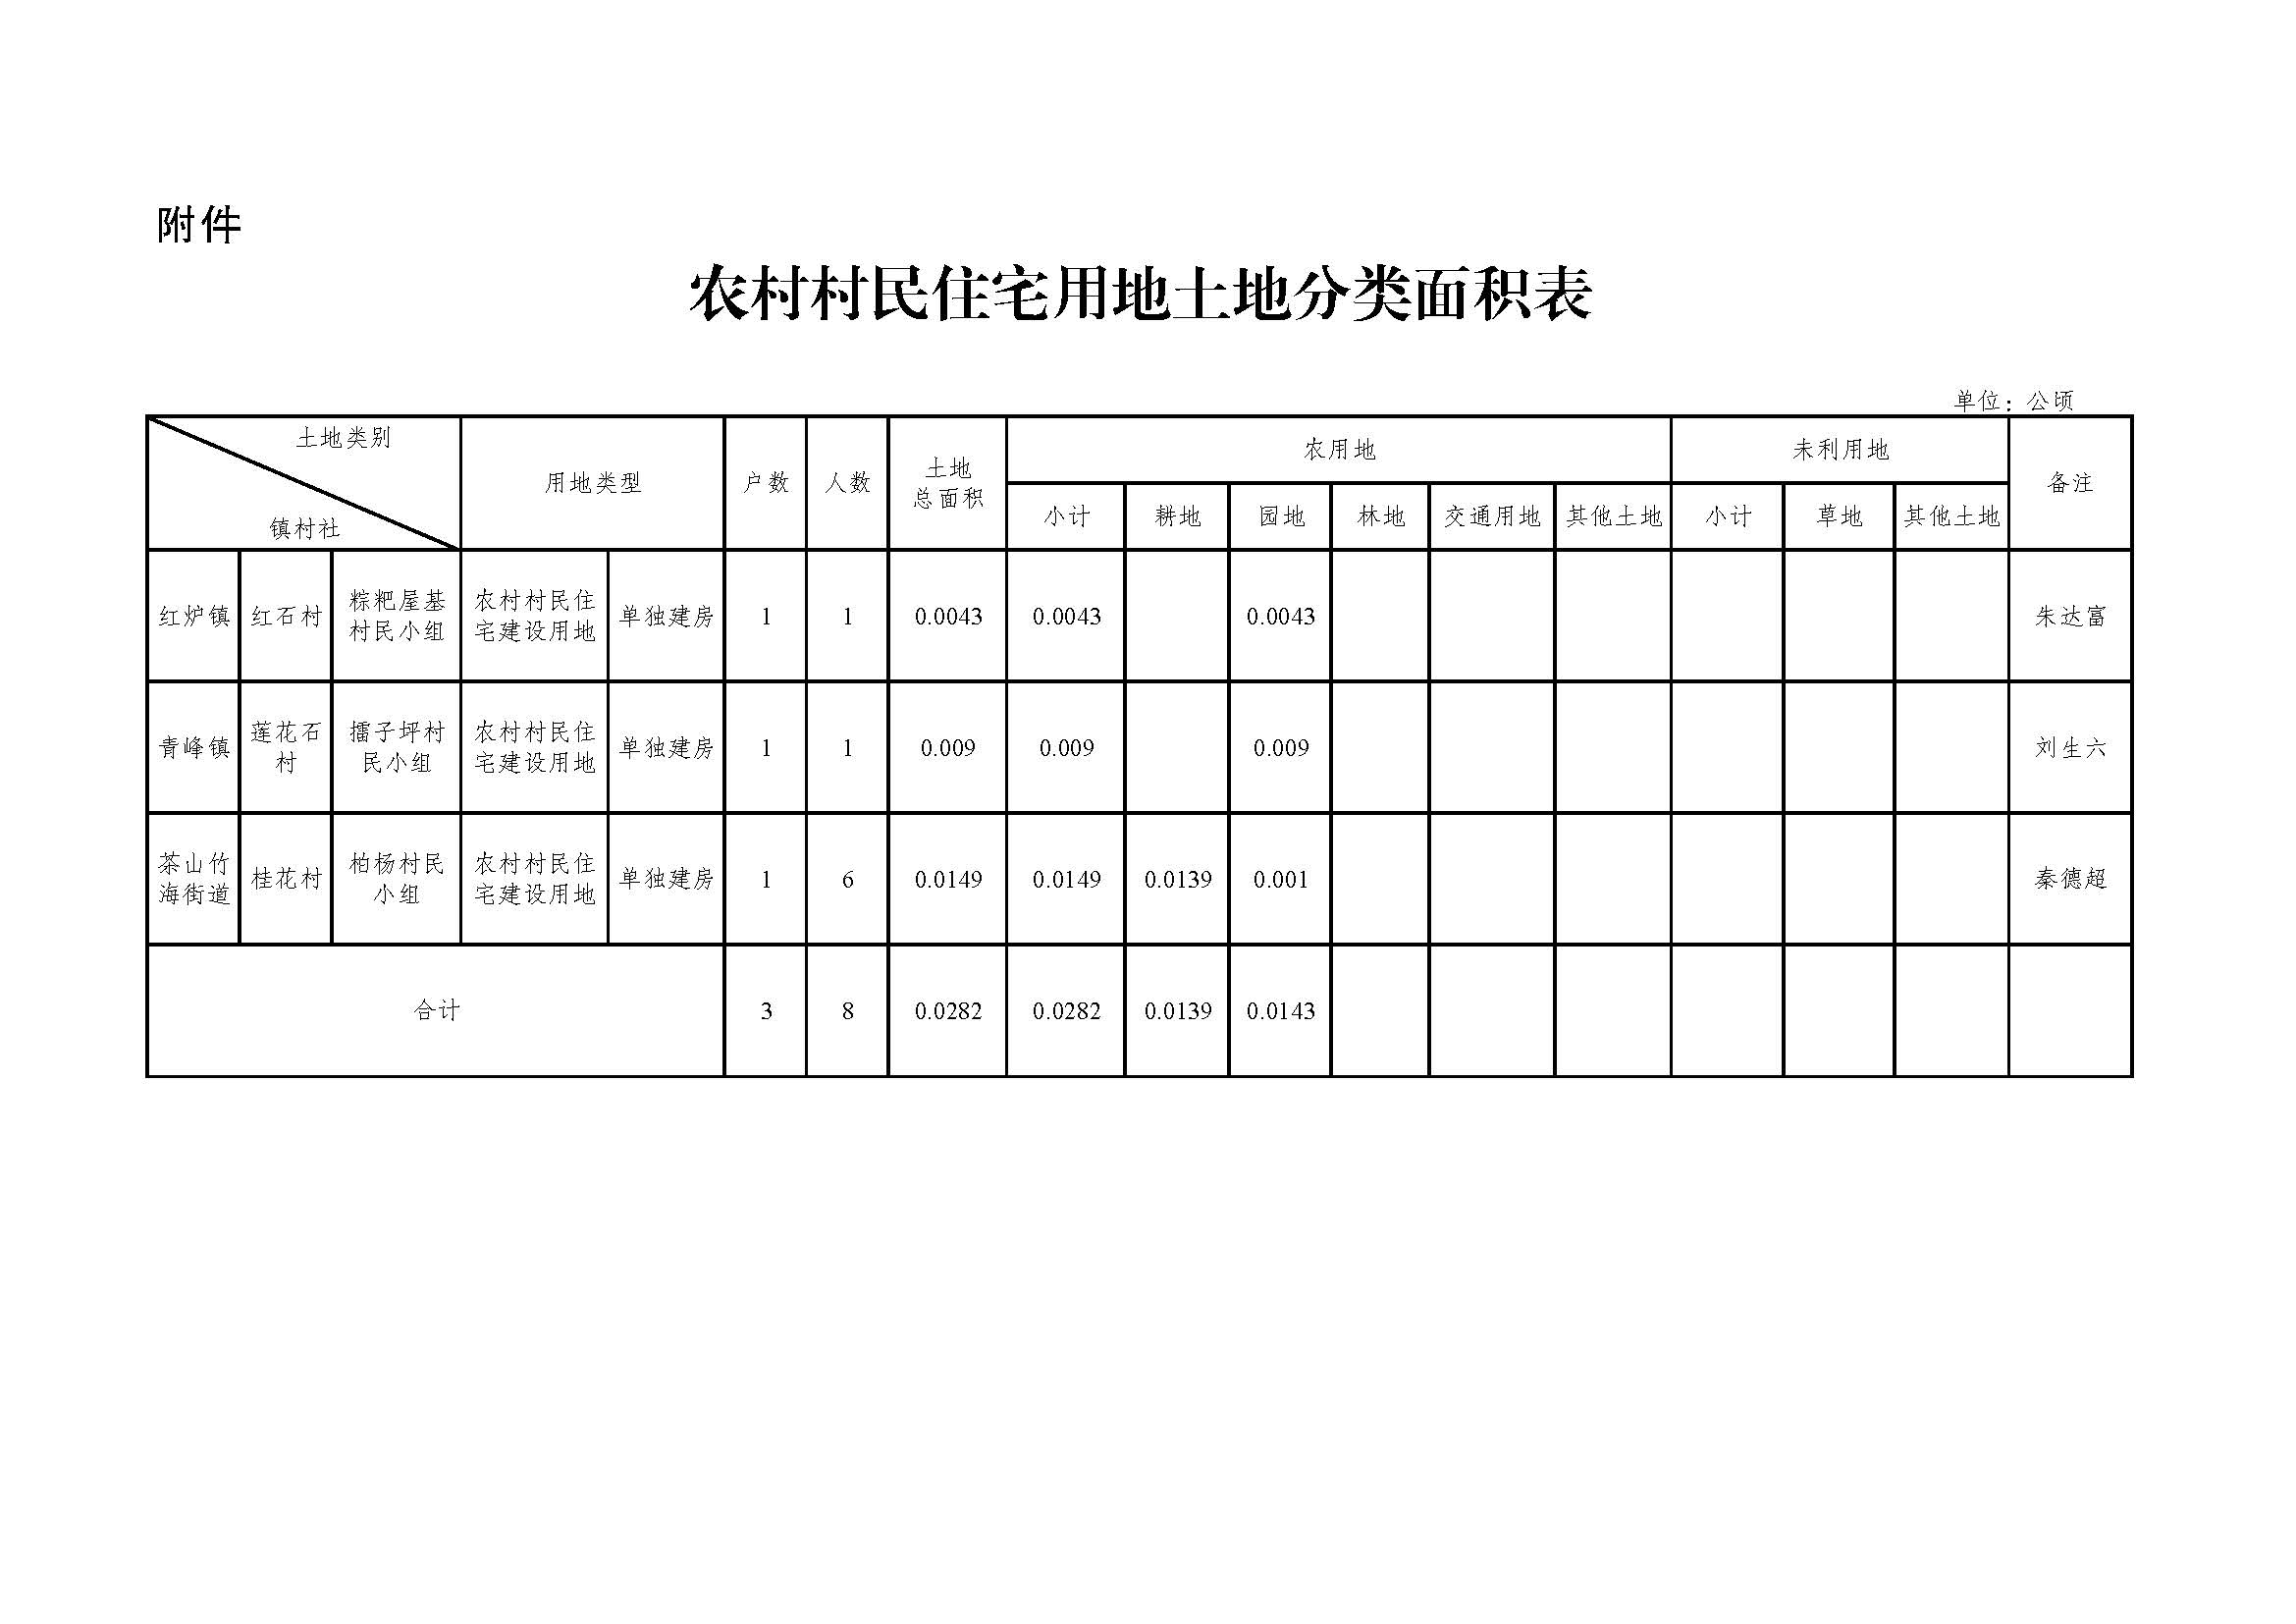 附件
农村村民住宅用地土地分类面积表
单位：公顷
土地类别
镇村社
用地类型
户数
人数
土地
总面积
农用地
未利用地
备注
小计 耕地 园地 林地 交通用地 其他土地 小计 草地 其他土地
红炉镇 红石村 粽粑屋基
村民小组 农村村民住
宅建设用地 单独建房 1 1 0.0043 0.0043 0.0043 朱达富
青峰镇 莲花石
村 擂子坪村
民小组 农村村民住
宅建设用地 单独建房 1 1 0.009 0.009 0.009 刘生六
茶山竹
海街道 桂花村 柏杨村民
小组 农村村民住
宅建设用地 单独建房 1 6 0.0149 0.0149 0.0139 0.001 秦德超
合计 3 8 0.0282 0.0282 0.0139 0.0143